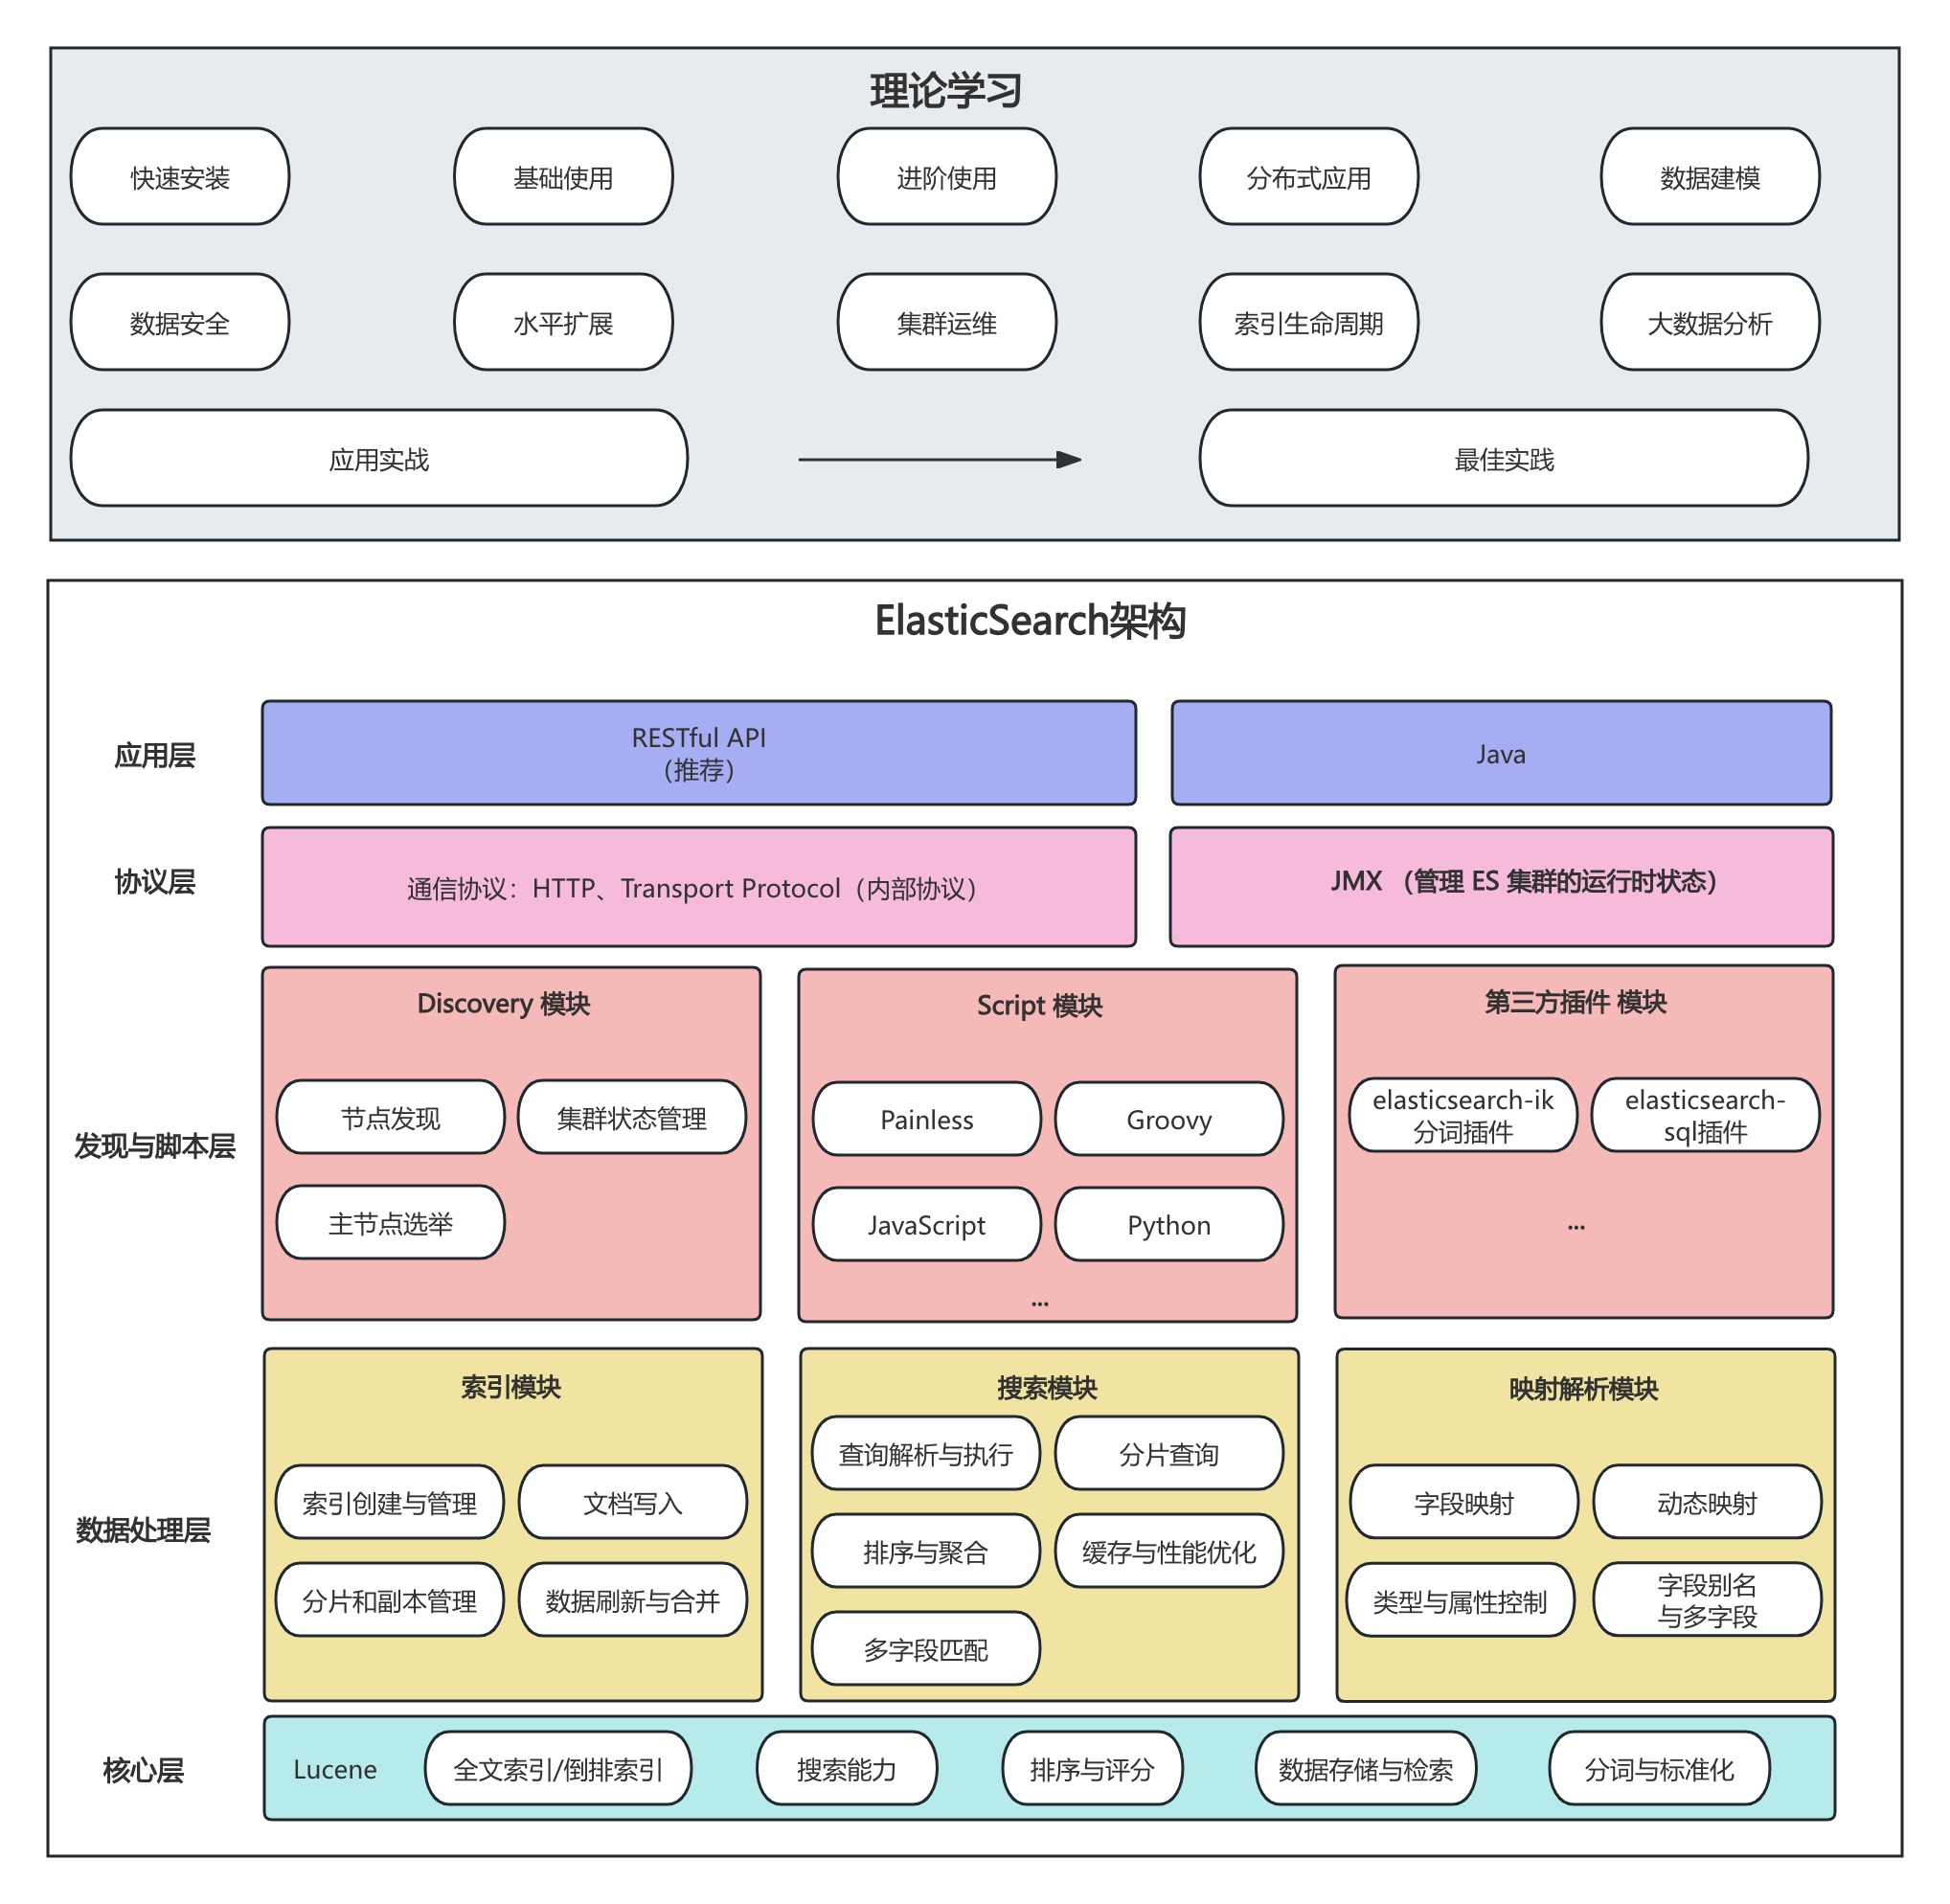 理论学习
快速安装
基础使用
进阶使用
分布式应用
数据建模
数据安全
水平扩展
集群运维
索引生命周期
大数据分析
应用实战
最佳实践
ElasticSearch架构
应用层
RESTful API
（推荐）
Java
协议层
通信协议：HTTP、Transport Protocol（内部协议）
JMX （管理 ES 集群的运行时状态）
发现与脚本层
Discovery 模块
节点发现
集群状态管理
主节点选举
Script 模块
Painless
Groovy
JavaScript
Python
...
第三方插件 模块
elasticsearch-ik
分词插件
elasticsearch-
sql插件
...
数据处理层
索引模块
索引创建与管理
文档写入
分片和副本管理
数据刷新与合并
搜索模块
查询解析与执行
分片查询
排序与聚合
缓存与性能优化
多字段匹配
映射解析模块
字段映射
动态映射
类型与属性控制
字段别名
与多字段
核心层
Lucene
全文索引/倒排索引
搜索能力
排序与评分
数据存储与检索
分词与标准化